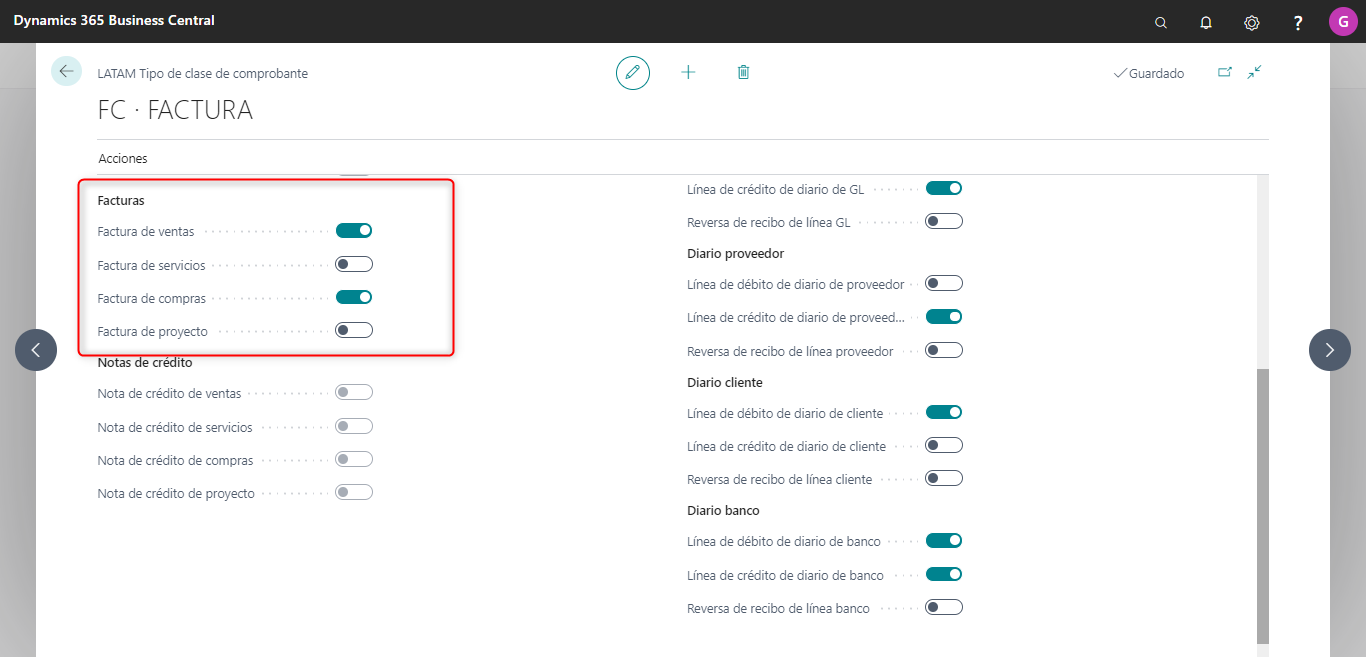 Dynamics 365 Business Central
?
G
LATAM Tipo de clase de comprobante
Guardado
FC · FACTURA
Acciones
Facturas
Factura de ventas
Factura de servicios
Factura de compras
Factura de proyecto
Notas de crédito
Nota de crédito de ventas
Nota de crédito de servicios
Nota de crédito de compras
Nota de crédito de proyecto
Línea de crédito de diario de GL
Reversa de recibo de línea GL
Diario proveedor
Línea de débito de diario de proveedor
Línea de crédito de diario de proveed...
Reversa de recibo de línea proveedor
Diario cliente
Línea de débito de diario de cliente
Línea de crédito de diario de cliente
Reversa de recibo de línea cliente
Diario banco
Línea de débito de diario de banco
Línea de crédito de diario de banco
Reversa de recibo de línea banco